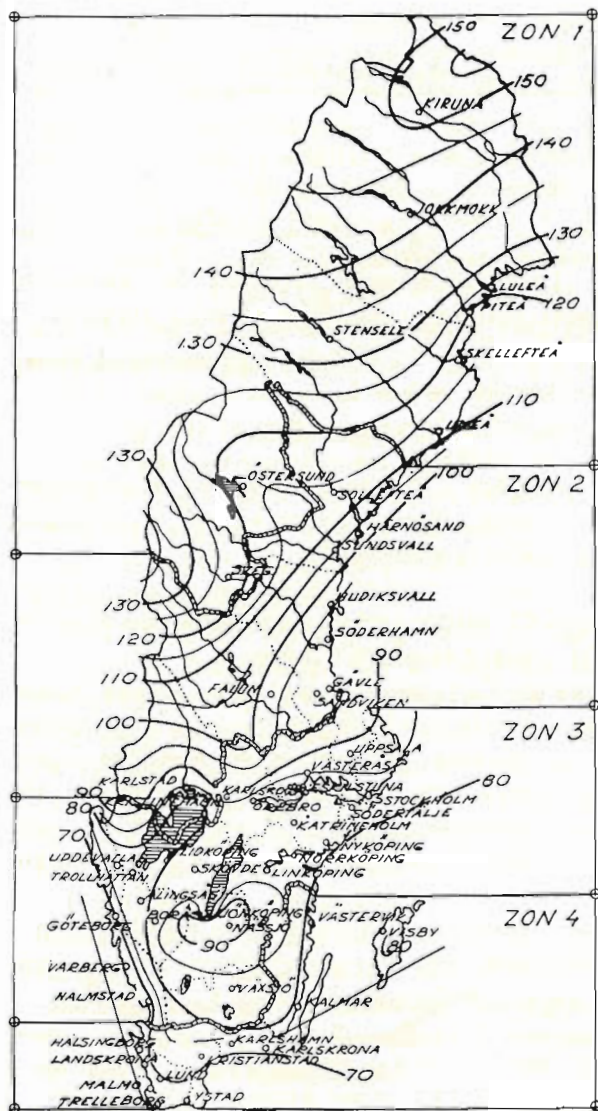 150 ZON 1
150
KIRUNA
140
JOKKMOKK
130
140
LULEÅ
PITEÅ 120
STENSELE
130
SKELLEFTEÅ
110
UMEÅ
130
100
ÖSTERSUND ZON 2
SOLLEFTEÅ
HÄRNÖSAND
SUNDSVALL
SVEG
HUDIKSVALL
130
120
SÖDERHAMN
90
110
FALUN GÄVLE
SANDVIKEN
100
ZON 3
UPPSALA
VÄSTERÅS
KARLSTAD
80
90
KARLSKOGA ESKILSTUNA
ÖREBRO STOCKHOLM
80
SÖDERTÄLJE
KATRINEHOLM
70
NYKÖPING
LIDKÖPING NORRKÖPING
UDDEVALLA
SKÖVDE LINKÖPING
TROLLHÄTTAN
ALINGSÅS
BORÅS JÖNKÖPING VÄSTERVIK ZON 4
GÖTEBORG NÄSSJÖ
VISBY
90
80
VARBERG
VÄXSJÖ
HALMSTAD KALMAR
KARLSHAMN
HÄLSINGBORG KARLSKRONA
LANDSKRONA KRISTIANSTAD
70
LUND
MALMÖ
TRELLEBORG YSTAD